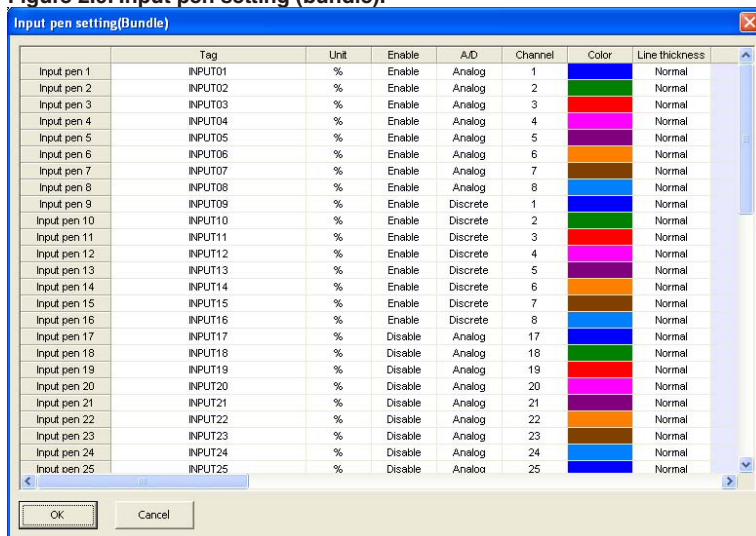 Figure 2.5. Input pen setting (bundle).
Input pen setting(Bundle)
Tag Unit Enable A/D Channel Color Line thickness
Input pen 1 INPUT01 % Enable Analog 1 Normal
Input pen 2 INPUT02 % Enable Analog 2 Normal
Input pen 3 INPUT03 % Enable Analog 3 Normal
Input pen 4 INPUT04 % Enable Analog 4 Normal
Input pen 5 INPUT05 % Enable Analog 5 Normal
Input pen 6 INPUT06 % Enable Analog 6 Normal
Input pen 7 INPUT07 % Enable Analog 7 Normal
Input pen 8 INPUT08 % Enable Analog 8 Normal
Input pen 9 INPUT09 % Enable Discrete 1 Normal
Input pen 10 INPUT10 % Enable Discrete 2 Normal
Input pen 11 INPUT11 % Enable Discrete 3 Normal
Input pen 12 INPUT12 % Enable Discrete 4 Normal
Input pen 13 INPUT13 % Enable Discrete 5 Normal
Input pen 14 INPUT14 % Enable Discrete 6 Normal
Input pen 15 INPUT15 % Enable Discrete 7 Normal
Input pen 16 INPUT16 % Enable Discrete 8 Normal
Input pen 17 INPUT17 % Disable Analog 17 Normal
Input pen 18 INPUT18 % Disable Analog 18 Normal
Input pen 19 INPUT19 % Disable Analog 19 Normal
Input pen 20 INPUT20 % Disable Analog 20 Normal
Input pen 21 INPUT21 % Disable Analog 21 Normal
Input pen 22 INPUT22 % Disable Analog 22 Normal
Input pen 23 INPUT23 % Disable Analog 23 Normal
Input pen 24 INPUT24 % Disable Analog 24 Normal
Input pen 25 INPUT25 % Disable Analog 25 Normal
OK Cancel